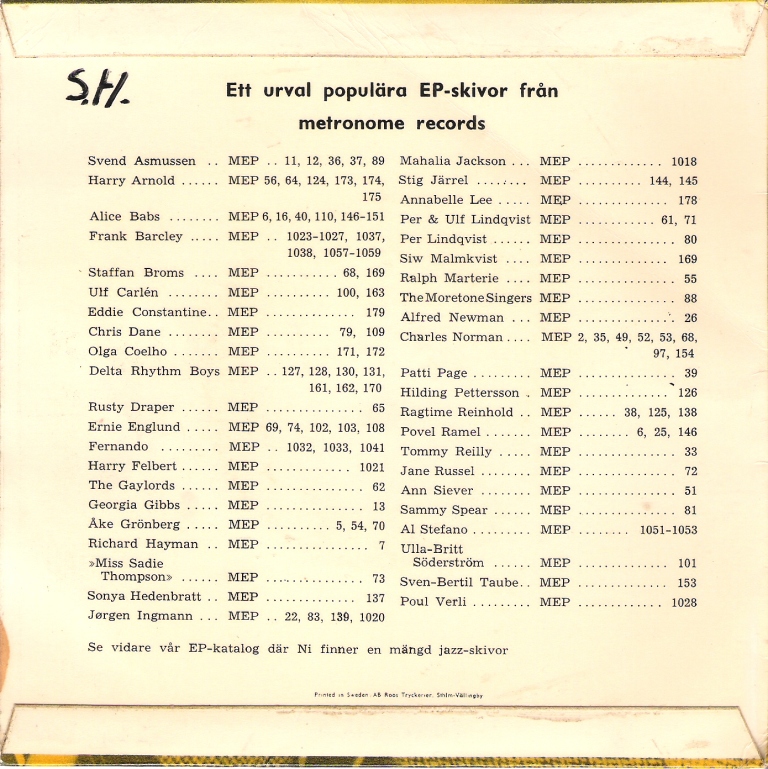 S.H.
Ett urval populära EP-skivor från
metronome records
Svend Asmussen .. MEP .. 11, 12, 36, 37, 89
Harry Arnold ...... MEP 56, 64, 124, 173, 174,
175
Alice Babs ........ MEP 6, 16, 40, 110, 146-151
Frank Barcley ..... MEP .. 1023-1027, 1037,
1038, 1057-1059
Staffan Broms .... MEP ........... 68, 169
Ulf Carlén ........ MEP .......... 100, 163
Eddie Constantine.. MEP .............. 179
Chris Dane ........ MEP .......... 79, 109
Olga Coelho ....... MEP .......... 171, 172
Delta Rhythm Boys MEP .. 127, 128, 130, 131,
161, 162, 170
Rusty Draper ...... MEP ............... 65
Ernie Englund ..... MEP 69, 74, 102, 103, 108
Fernando ......... MEP .. 1032, 1033, 1041
Harry Felbert ...... MEP ............. 1021
The Gaylords ...... MEP ............... 62
Georgia Gibbs ..... MEP ............... 13
Åke Grönberg ..... MEP .......... 5, 54, 70
Richard Hayman .. MEP ................ 7
»Miss Sadie
Thompson» ...... MEP ............... 73
Sonya Hedenbratt .. MEP .............. 137
Jørgen Ingmann ... MEP .. 22, 83, 139, 1020
Mahalia Jackson ... MEP ............. 1018
Stig Järrel ........ MEP ........... 144, 145
Annabelle Lee ..... MEP .............. 178
Per & Ulf Lindqvist MEP ............ 61, 71
Per Lindqvist ...... MEP ............... 80
Siw Malmkvist .... MEP .............. 169
Ralph Marterie .... MEP ............... 55
The Moretone Singers MEP ............... 88
Alfred Newman ... MEP ............... 26
Charles Norman .... MEP 2, 35, 49, 52, 53, 68,
97, 154
Patti Page ......... MEP ............... 39
Hilding Pettersson . MEP .............. 126
Ragtime Reinhold .. MEP ...... 38, 125, 138
Povel Ramel ....... MEP ........ 6, 25, 146
Tommy Reilly ..... MEP ............... 33
Jane Russel ....... MEP ............... 72
Ann Siever ........ MEP ............... 51
Sammy Spear ...... MEP ............... 81
Al Stefano ......... MEP ........ 1051-1053
Ulla-Britt
Söderström ...... MEP .............. 101
Sven-Bertil Taube.. MEP .............. 153
Poul Verli ......... MEP ............. 1028
Se vidare vår EP-katalog där Ni finner en mängd jazz-skivor
Printed in Sweden. AB Roos Tryckerier. Sthlm-Vällingby